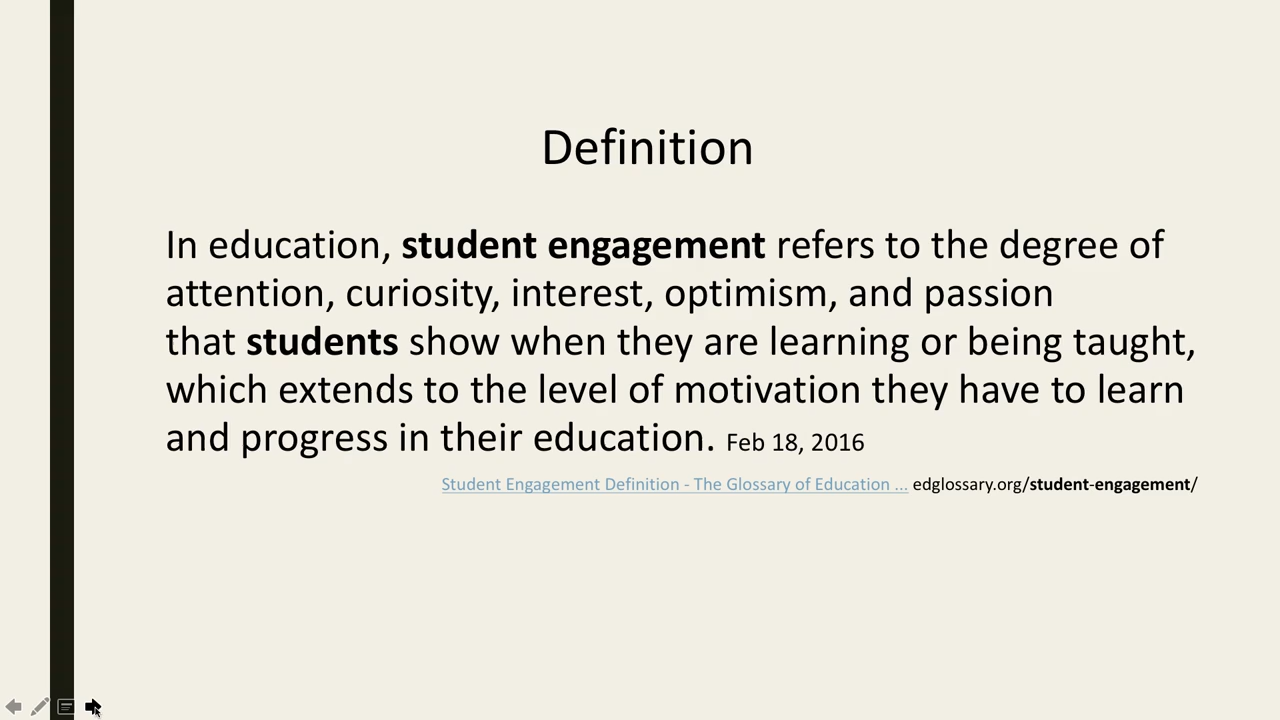 Definition
In education, student engagement refers to the degree of
attention, curiosity, interest, optimism, and passion
that students show when they are learning or being taught,
which extends to the level of motivation they have to learn
and progress in their education. Feb 18, 2016
Student Engagement Definition - The Glossary of Education ... edglossary.org/student-engagement/